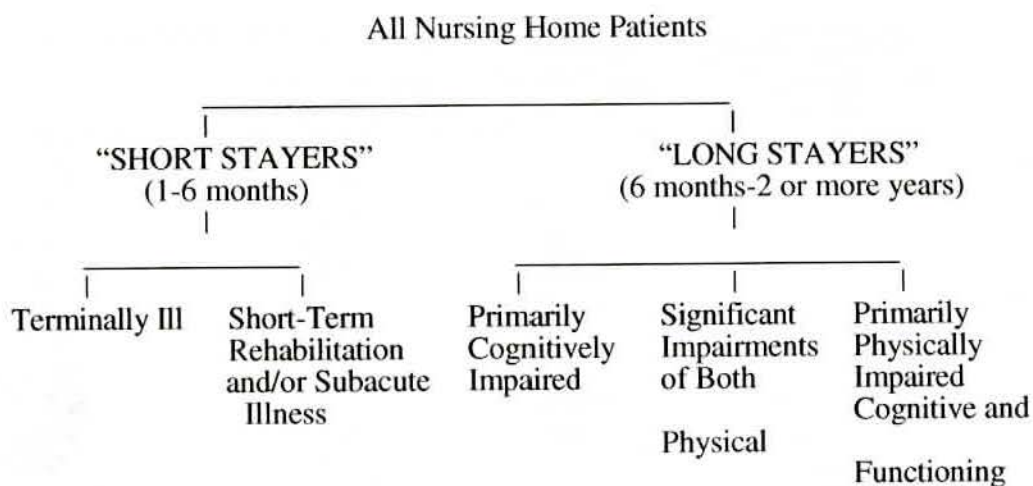 All Nursing Home Patients
"SHORT STAYERS"
(1-6 months)
"LONG STAYERS"
(6 months-2 or more years)
Terminally Ill
Short-Term
Rehabilitation
and/or Subacute
Illness
Primarily
Cognitively
Impaired
Significant
Impairments
of Both
Physical
Primarily
Physically
Impaired
Cognitive and
Functioning